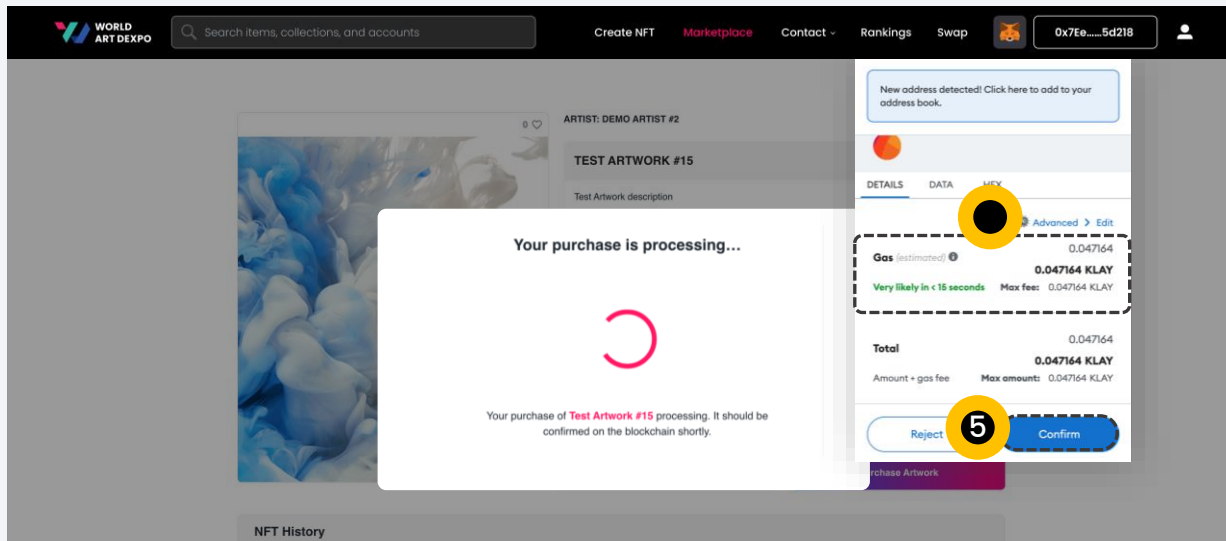 WORLD
ART DEXPO
Search items, collections, and accounts
Create NFT
Marketplace
Contact
Rankings
Swap
0x7Ee......5d218
New address detected! Click here to add to your
address book.
0
ARTIST: DEMO ARTIST #2
TEST ARTWORK #15
Test Artwork description
DETAILS
DATA
HEX
Advanced > Edit
Gas (estimated)
0.047164
0.047164 KLAY
Very likely in < 15 seconds
Max fee: 0.047164 KLAY
Your purchase is processing...
Your purchase of Test Artwork #15 processing. It should be
confirmed on the blockchain shortly.
Total
0.047164
0.047164 KLAY
Amount + gas fee
Max amount: 0.047164 KLAY
Reject
5
Confirm
rchase Artwork
NFT History